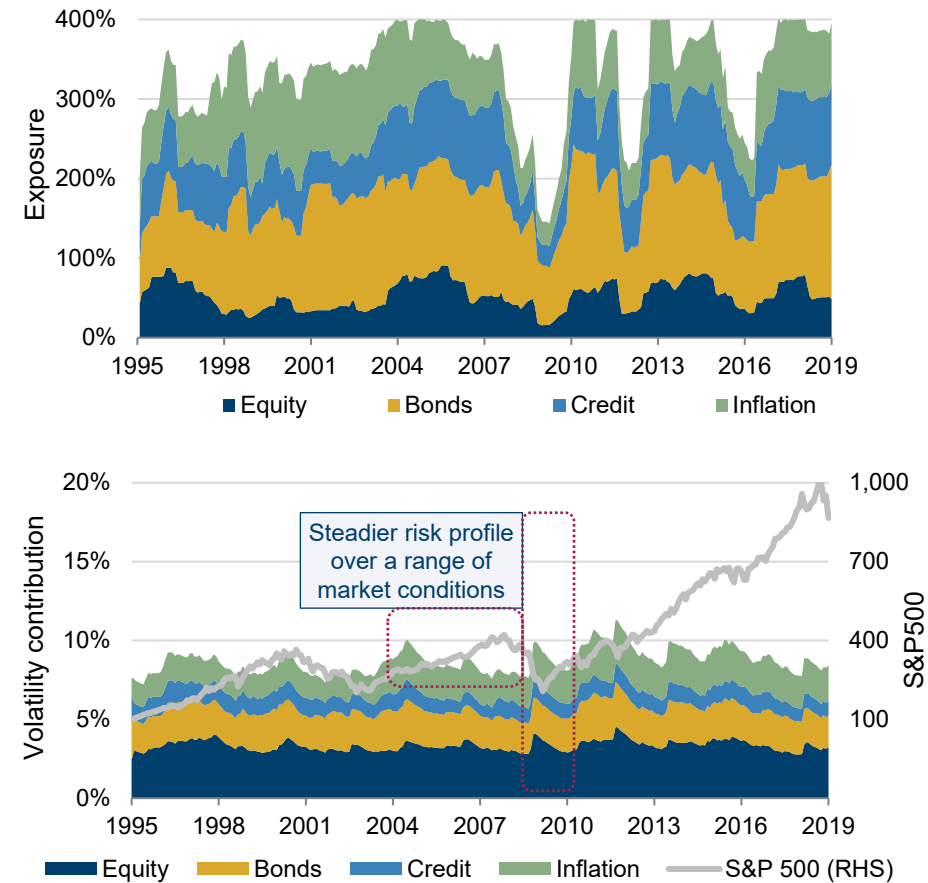 400%
300%
200%
100%
0%
Exposure
1995 1998 2001 2004 2007 2010 2013 2016 2019
Equity Bonds Credit Inflation
20%
15%
10%
5%
0%
Volatility contribution
Steadier risk profile
over a range of
market conditions
1,000
700
400
100
S&P500
1995 1998 2001 2004 2007 2010 2013 2016 2019
Equity Bonds Credit Inflation S&P 500 (RHS)